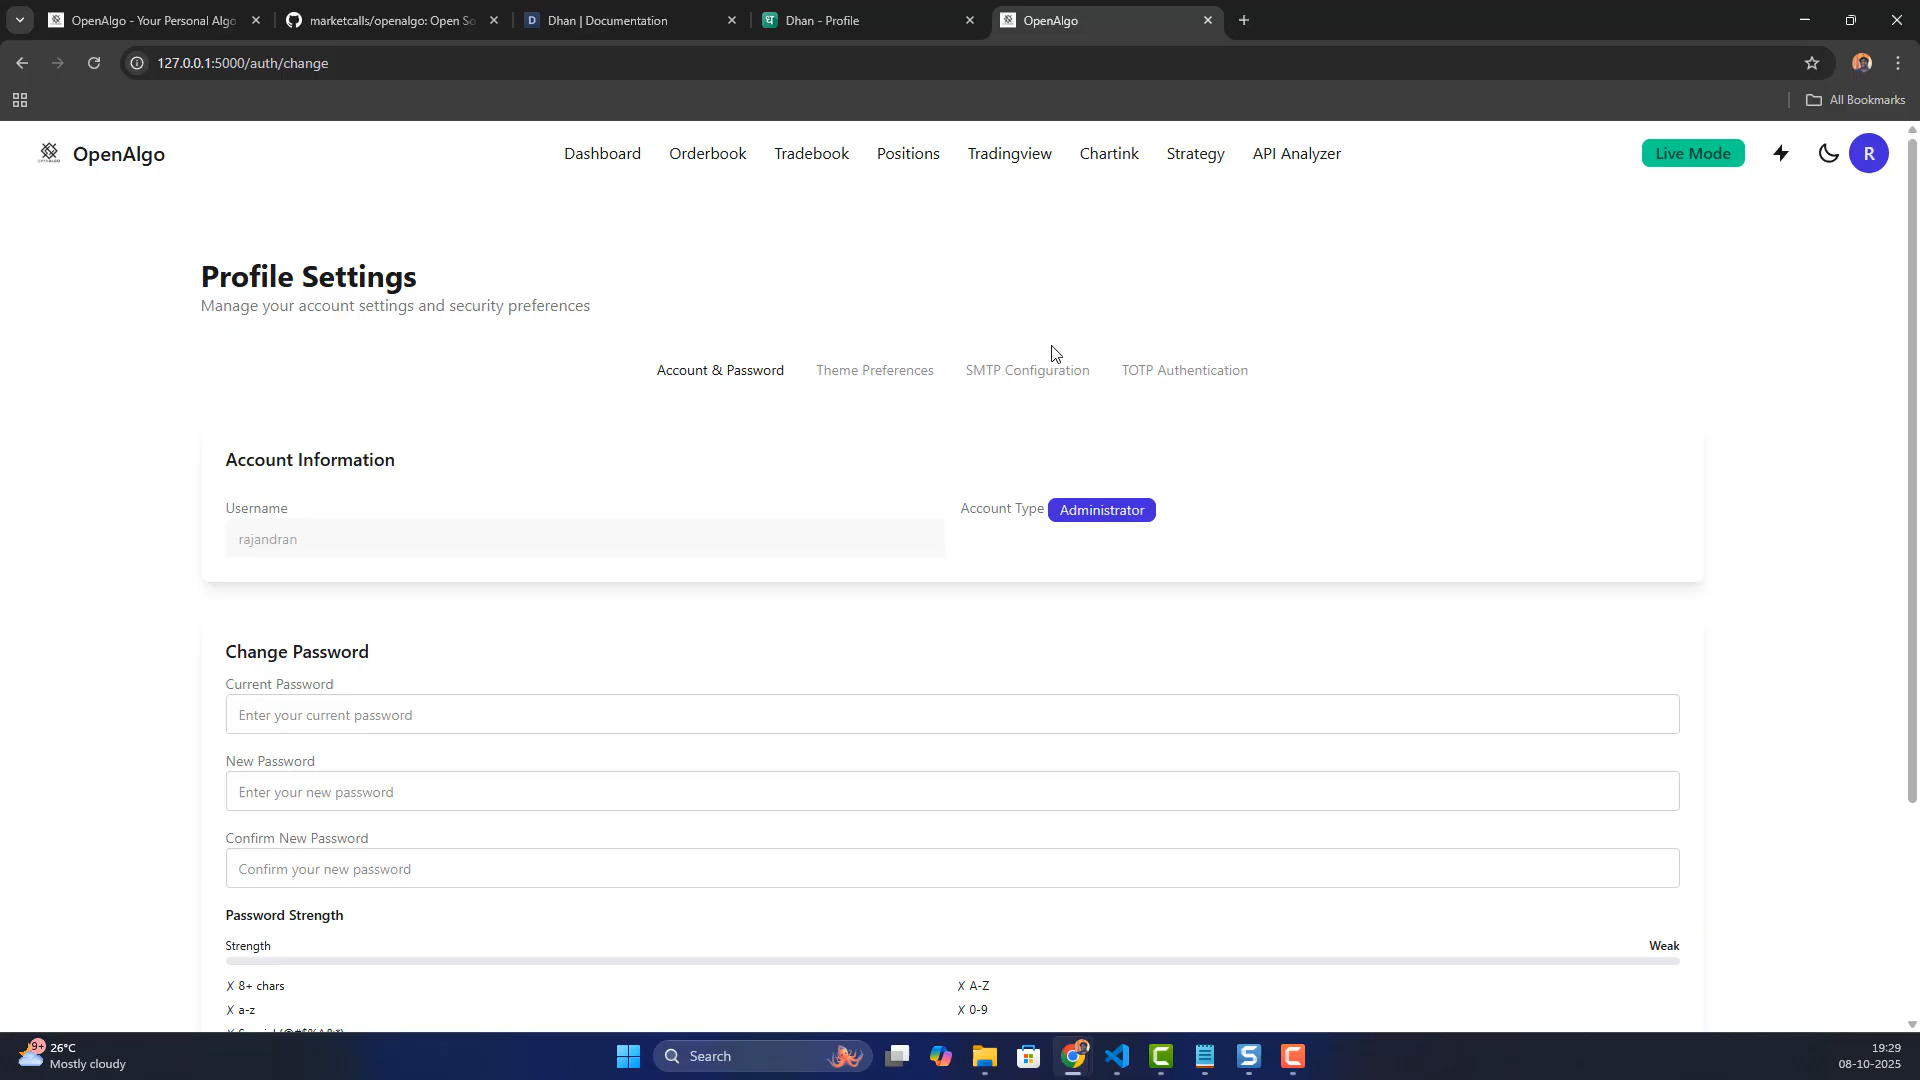 OpenAlgo - Your Personal Algo
marketcalls/openalgo: Open So
Dhan | Documentation
Dhan - Profile
OpenAlgo
127.0.0.1:5000/auth/change
All Bookmarks
OpenAlgo
Dashboard
Orderbook
Tradebook
Positions
Tradingview
Chartink
Strategy
API Analyzer
Live Mode
R
Profile Settings
Manage your account settings and security preferences
Account & Password
Theme Preferences
SMTP Configuration
TOTP Authentication
Account Information
Username
Account Type Administrator
rajandran
Change Password
Current Password
Enter your current password
New Password
Enter your new password
Confirm New Password
Confirm your new password
Password Strength
Strength
Weak
✗ 8+ chars
✗ A-Z
✗ a-z
✗ 0-9
9+
26°C
Mostly cloudy
Search
19:29
08-10-2025